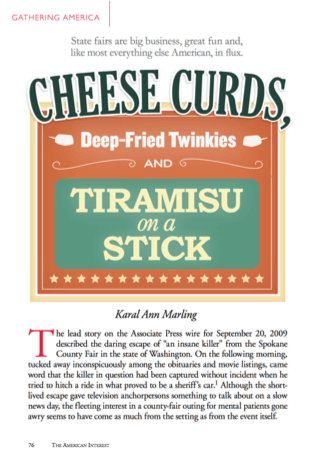 GATHERING AMERICA
State fairs are big business, great fun and,
like most everything else American, in flux.
CHEESE CURDS,
Deep-Fried Twinkies
AND
TIRAMISU
on a
STICK
Karal Ann Marling
The lead story on the Associate Press wire for September 20, 2009
described the daring escape of “an insane killer” from the Spokane
County Fair in the state of Washington. On the following morning,
tucked away inconspicuously among the obituaries and movie listings, came
word that the killer in question had been captured without incident when he
tried to hitch a ride in what proved to be a sheriff’s car.1 Although the short-
lived escape gave television anchorpersons something to talk about on a slow
news day, the fleeting interest in a county-fair outing for mental patients gone
awry seems to have come as much from the setting as from the event itself.
76 THE AMERICAN INTEREST